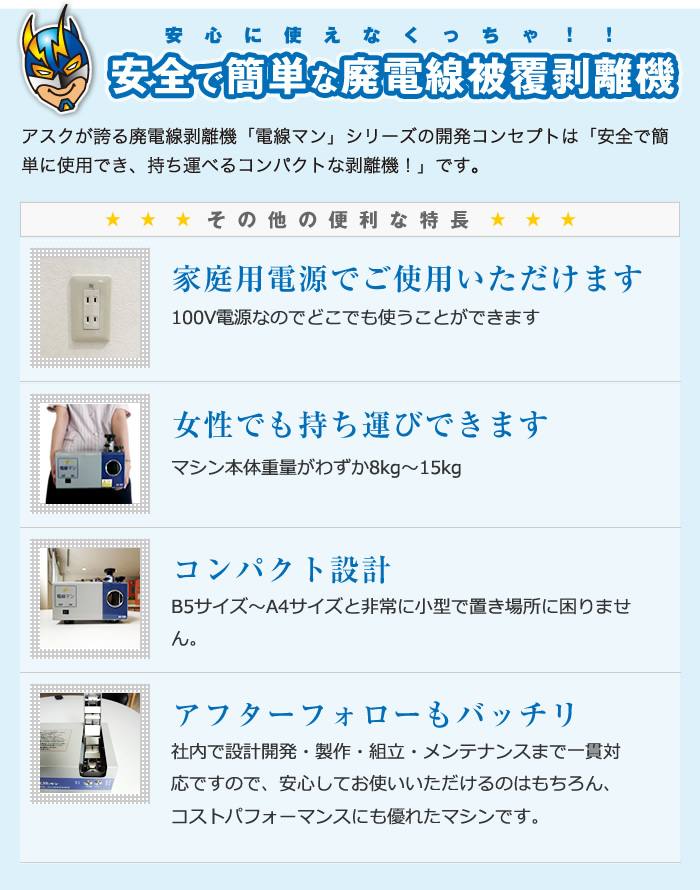 安心に使えなくっちゃ！！
安全で簡単な廃電線被覆剥離機
アスクが誇る廃電線剥離機「電線マン」シリーズの開発コンセプトは「安全で簡
単に使用でき、持ち運べるコンパクトな剥離機！」です。
★ ★ ★ その他の便利な特長 ★ ★ ★
家庭用電源でご使用いただけます
100V電源なのでどこでも使うことができます
女性でも持ち運びできます
マシン本体重量がわずか8kg～15kg
電線マン
コンパクト設計
B5サイズ～A4サイズと非常に小型で置き場所に困りませ
ん。
電線マン
アフターフォローもバッチリ
社内で設計開発・製作・組立・メンテナンスまで一貫対
応ですので、安心してお使いいただけるのはもちろん、
コストパフォーマンスにも優れたマシンです。